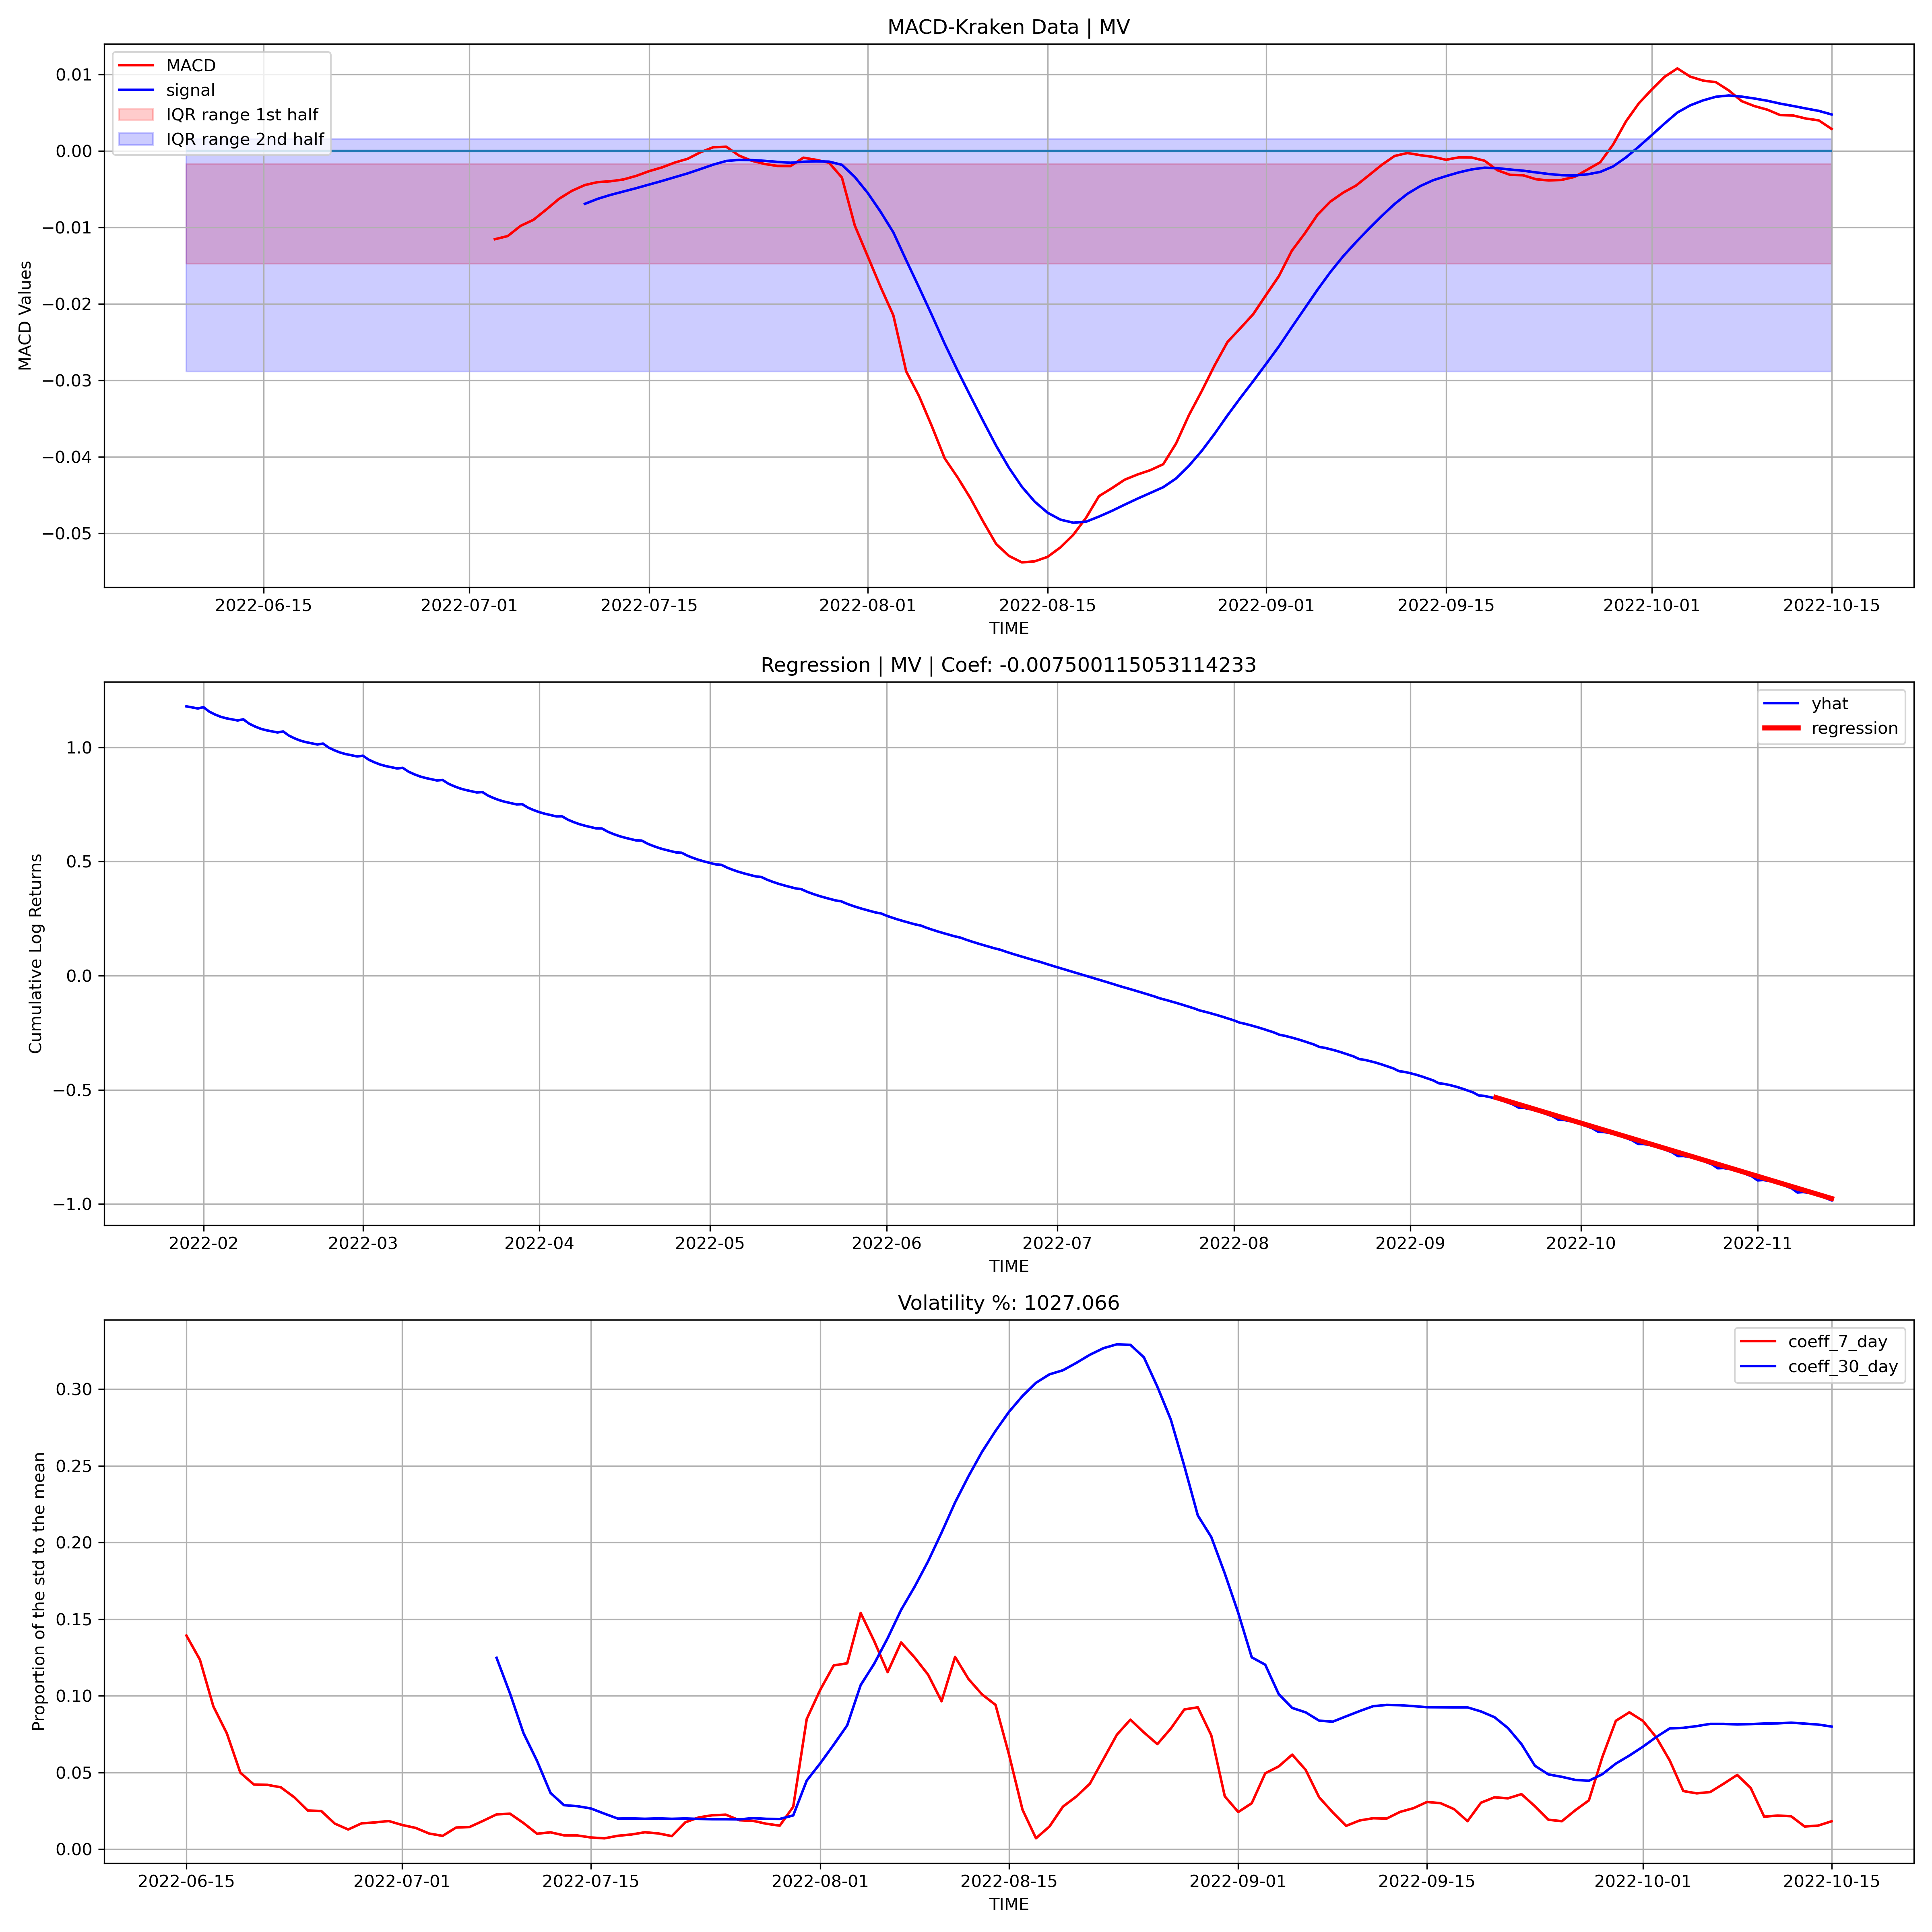 MACD-Kraken Data | MV
MACD
signal
IQR range 1st half
IQR range 2nd half
0.01
0.00
−0.01
−0.02
−0.03
−0.04
−0.05
MACD Values
2022-06-15 2022-07-01 2022-07-15 2022-08-01 2022-08-15 2022-09-01 2022-09-15 2022-10-01 2022-10-15
TIME
Regression | MV | Coef: -0.007500115053114233
yhat
regression
1.0
0.5
0.0
−0.5
−1.0
Cumulative Log Returns
2022-02 2022-03 2022-04 2022-05 2022-06 2022-07 2022-08 2022-09 2022-10 2022-11
TIME
Volatility %: 1027.066
coeff_7_day
coeff_30_day
0.30
0.25
0.20
0.15
0.10
0.05
0.00
Proportion of the std to the mean
2022-06-15 2022-07-01 2022-07-15 2022-08-01 2022-08-15 2022-09-01 2022-09-15 2022-10-01 2022-10-15
TIME